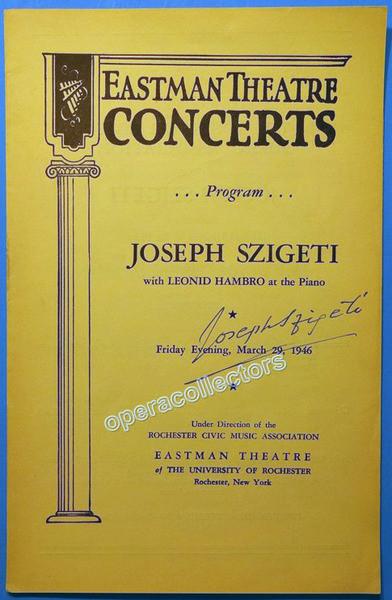 EASTMAN THEATRE
CONCERTS
... Program ...
JOSEPH SZIGETI
with LEONID HAMBRO at the Piano
Joseph Szigeti
Friday Evening, March 29, 1946
operacollectors
Under Direction of the
ROCHESTER CIVIC MUSIC ASSOCIATION
EASTMAN THEATRE
of THE UNIVERSITY OF ROCHESTER
Rochester, New York